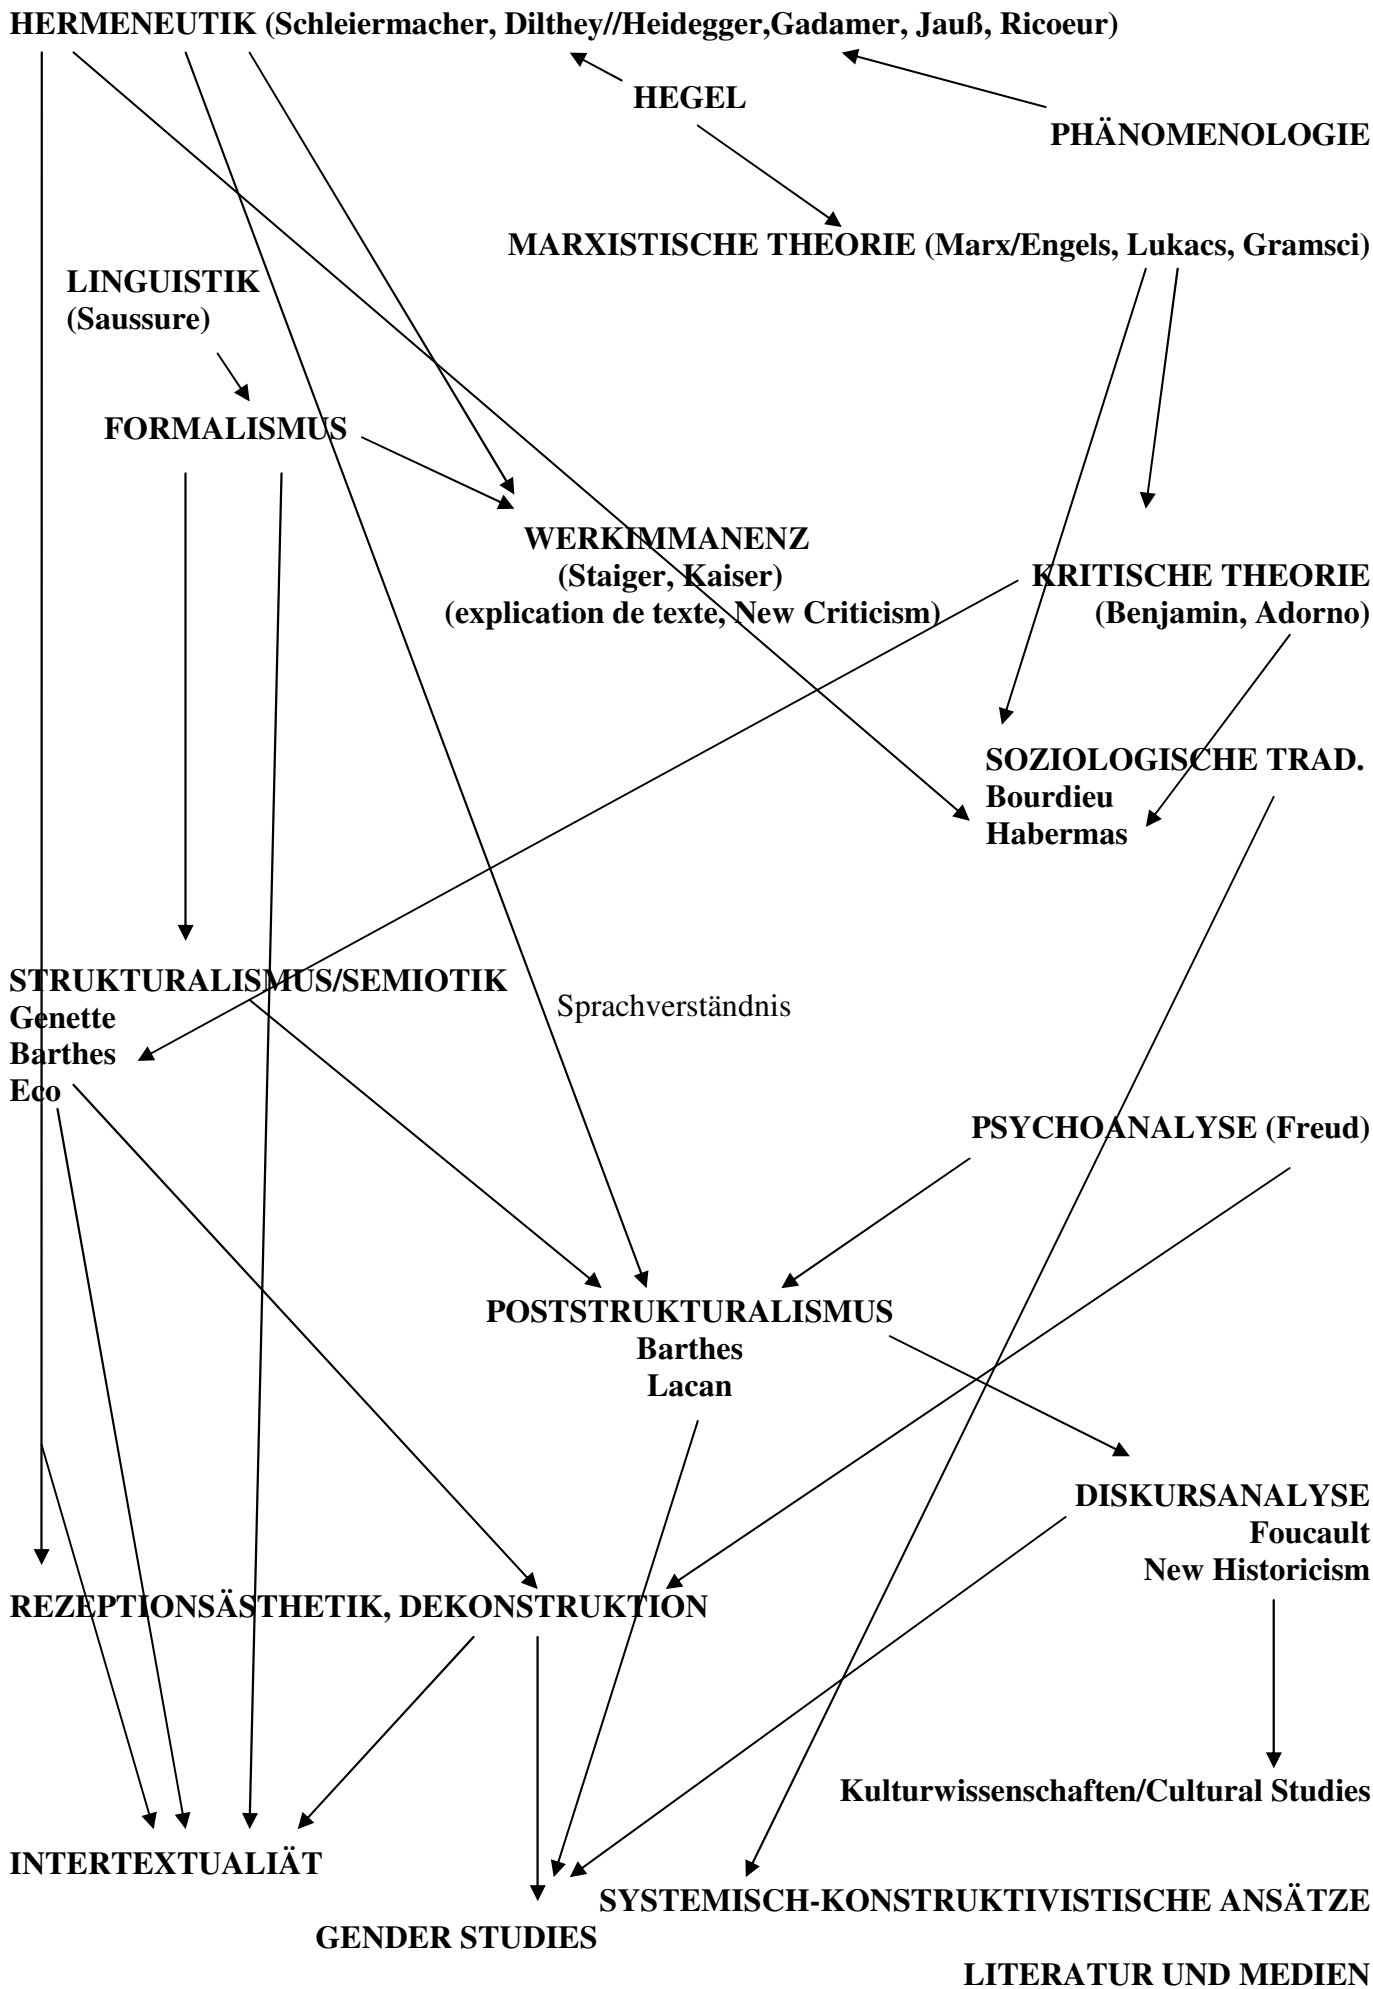 HERMENEUTIK (Schleiermacher, Dilthey//Heidegger,Gadamer, Jauß, Ricoeur)
HEGEL
PHÄNOMENOLOGIE
MARXISTISCHE THEORIE (Marx/Engels, Lukacs, Gramsci)
LINGUISTIK
(Saussure)
FORMALISMUS
WERKIMMANENZ
(Staiger, Kaiser)
(explication de texte, New Criticism)
KRITISCHE THEORIE
(Benjamin, Adorno)
SOZIOLOGISCHE TRAD.
Bourdieu
Habermas
STRUKTURALISMUS/SEMIOTIK
Genette
Barthes
Eco
Sprachverständnis
PSYCHOANALYSE (Freud)
POSTSTRUKTURALISMUS
Barthes
Lacan
DISKURSANALYSE
Foucault
New Historicism
REZEPTIONSÄSTHETIK, DEKONSTRUKTION
Kulturwissenschaften/Cultural Studies
INTERTEXTUALIÄT
SYSTEMISCH-KONSTRUKTIVISTISCHE ANSÄTZE
GENDER STUDIES
LITERATUR UND MEDIEN